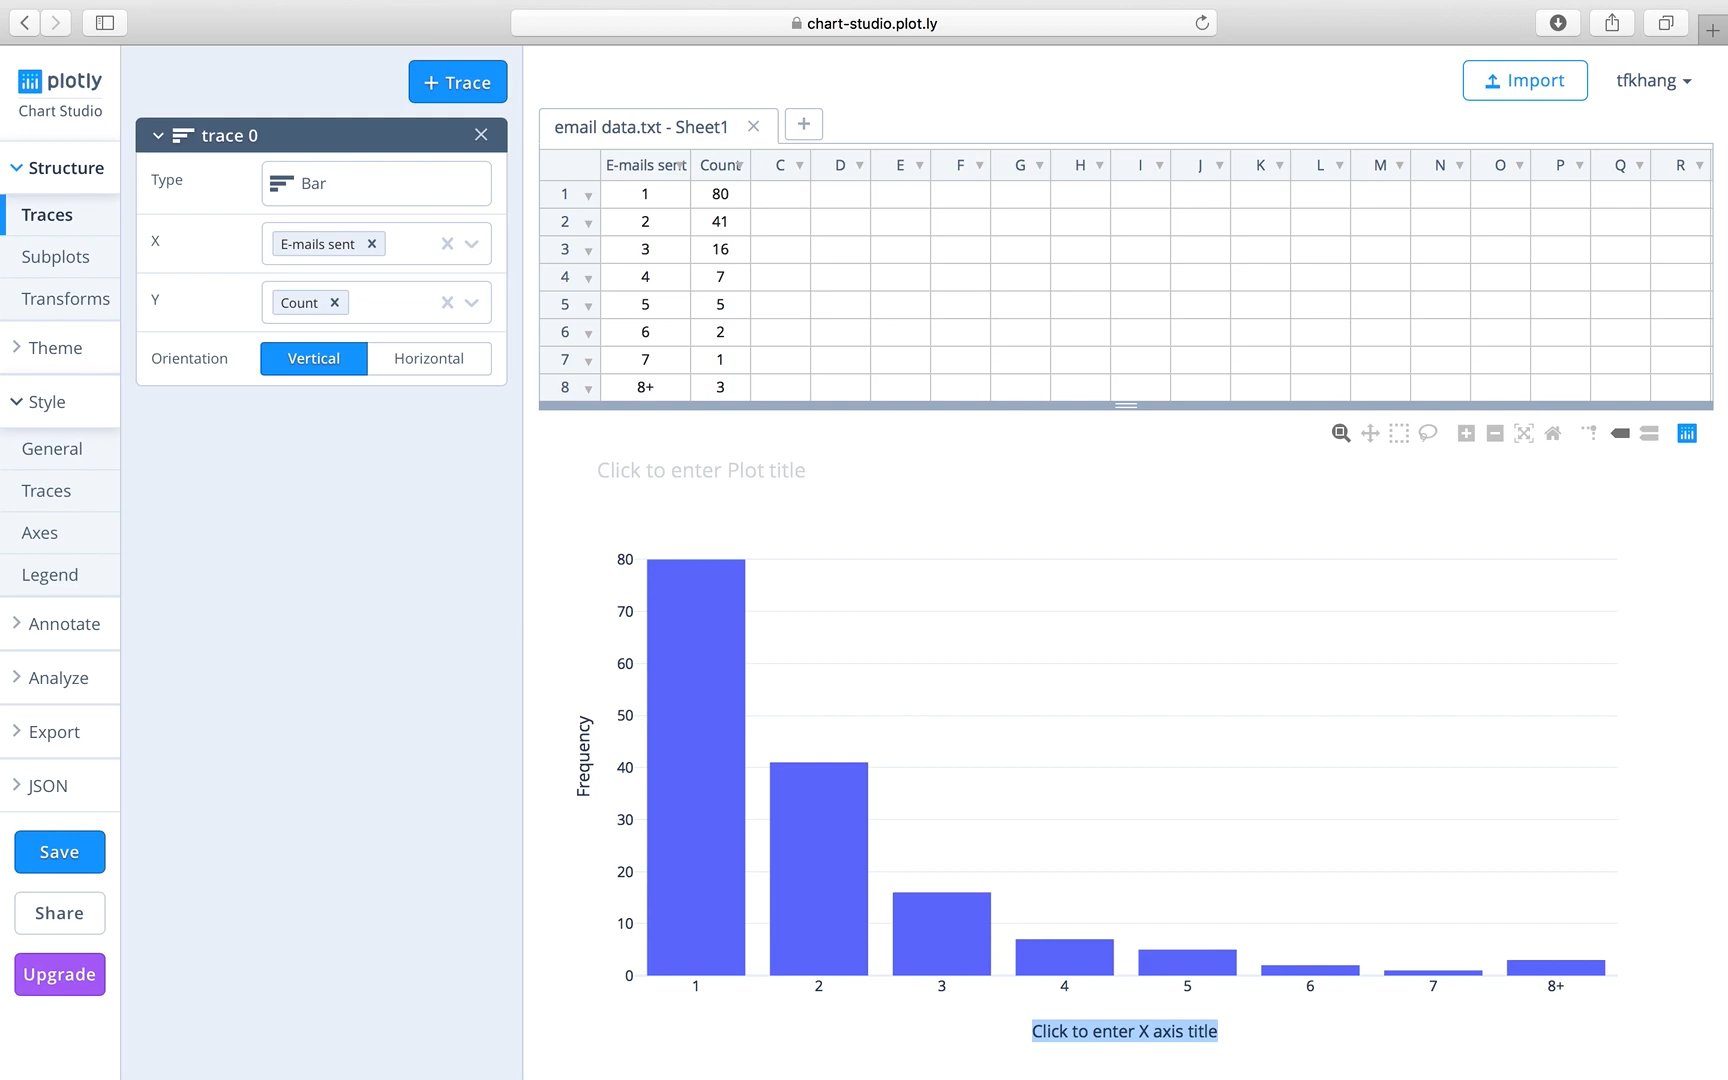 chart-studio.plot.ly
plotly
Chart Studio
Structure
Traces
Subplots
Transforms
Theme
Style
General
Traces
Axes
Legend
Annotate
Analyze
Export
JSON
Save
Share
Upgrade
+ Trace
trace 0
Type
Bar
X
E-mails sent
Y
Count
Orientation
Vertical
Horizontal
Import
tfkhang
email data.txt - Sheet1
E-mails sent Count C D E F G H I J K L M N O P Q R
1 1 80
2 2 41
3 3 16
4 4 7
5 5 5
6 6 2
7 7 1
8 8+ 3
Click to enter Plot title
80
70
60
50
40
30
20
10
0
Frequency
1 2 3 4 5 6 7 8+
Click to enter X axis title